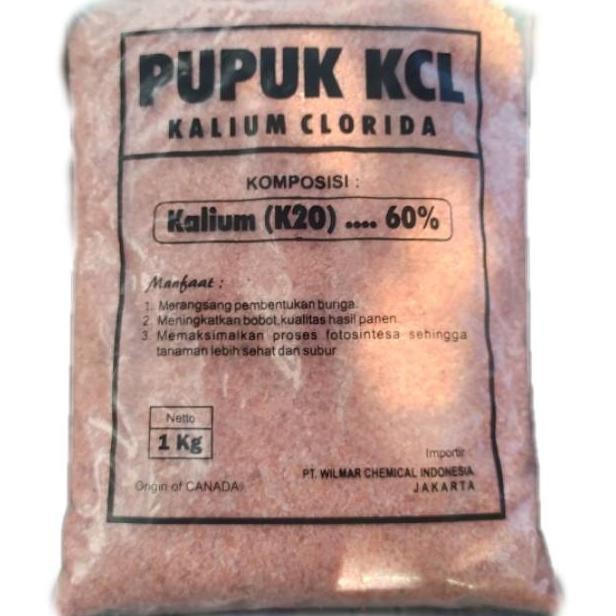 PUPUK KCL
KALIUM CLORIDA
KOMPOSISI :
Kalium (K20) .... 60%
Manfaat :
1. Merangsang pembentukan bunga.
2. Meningkatkan bobot,kualitas hasil panen.
3. Memaksimalkan proses fotosintesa sehingga
tanaman lebih sehat dan subur
Netto
1 Kg
Origin of CANADA
Importir
PT. WILMAR CHEMICAL INDONESIA
JAKARTA